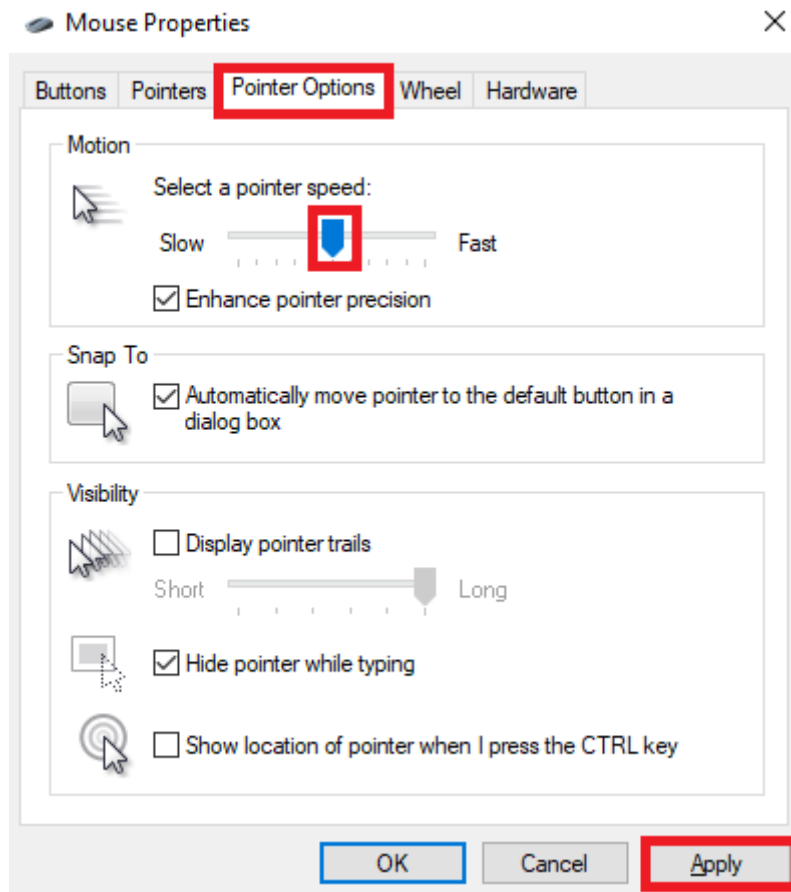 Mouse Properties
Buttons Pointers Pointer Options Wheel Hardware
Motion
Select a pointer speed:
Slow Fast
Enhance pointer precision
Snap To
Automatically move pointer to the default button in a
dialog box
Visibility
Display pointer trails
Short Long
Hide pointer while typing
Show location of pointer when I press the CTRL key
OK Cancel Apply